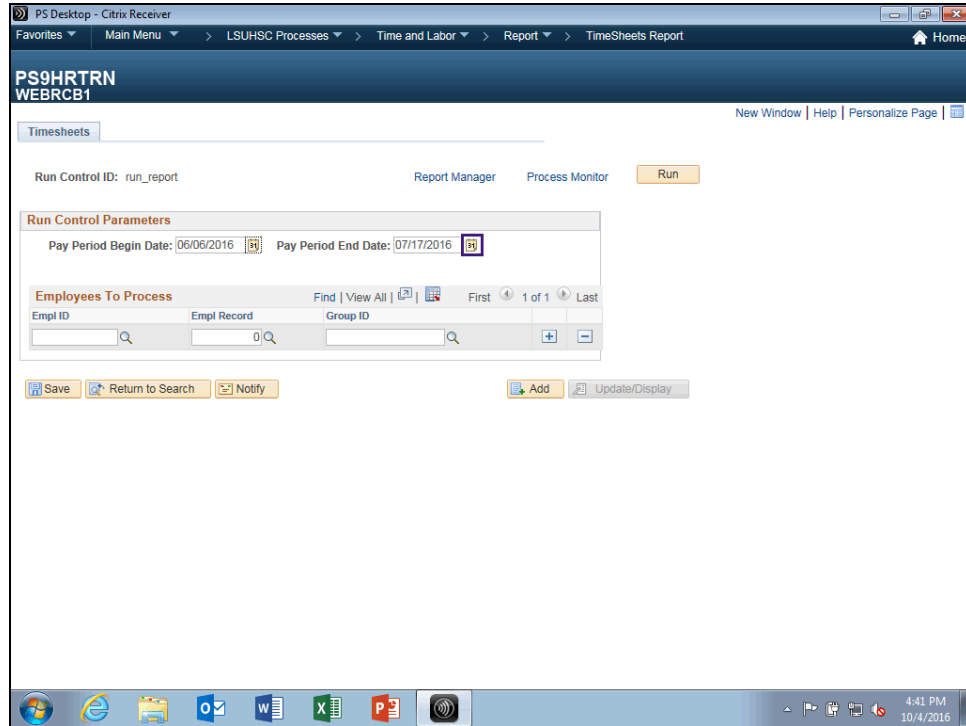 PS Desktop - Citrix Receiver
Favorites Main Menu > LSUHSC Processes > Time and Labor > Report > TimeSheets Report Home
PS9HRTRN
WEBRCB1
New Window | Help | Personalize Page |
Timesheets
Run Control ID: run_report Report Manager Process Monitor Run
Run Control Parameters
Pay Period Begin Date: 06/06/2016 31 Pay Period End Date: 07/17/2016 31
Employees To Process Find | View All | | First 1 of 1 Last
Empl ID Empl Record Group ID
0 + -
Save Return to Search Notify Add Update/Display
4:41 PM
10/4/2016